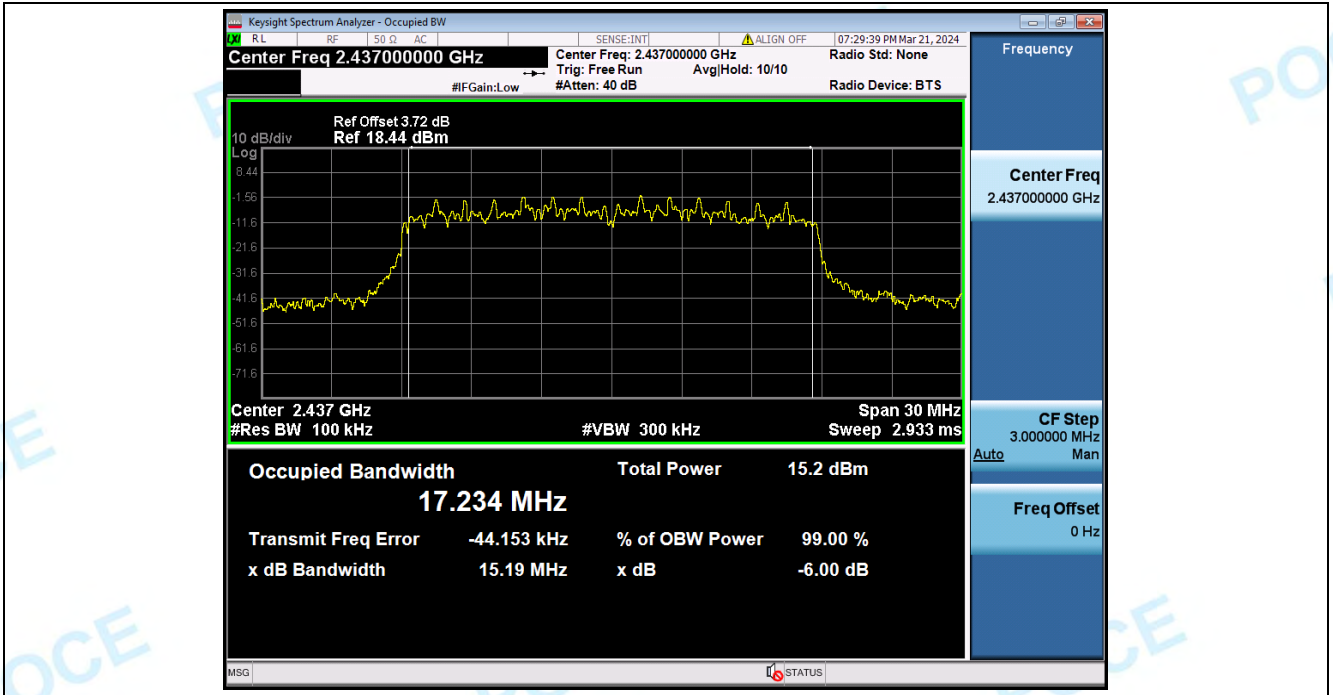 Keysight Spectrum Analyzer - Occupied BW
LXI RL RF 50 Ω AC SENSE:INT ALIGN OFF 07:29:39 PM Mar 21, 2024
Center Freq 2.437000000 GHz
Center Freq: 2.437000000 GHz Radio Std: None
Trig: Free Run Avg|Hold: 10/10
#IFGain:Low #Atten: 40 dB Radio Device: BTS
Ref Offset 3.72 dB
10 dB/div Ref 18.44 dBm
Log
8.44
-1.56
-11.6
-21.6
-31.6
-41.6
-51.6
-61.6
-71.6
Center 2.437 GHz Span 30 MHz
#Res BW 100 kHz #VBW 300 kHz Sweep 2.933 ms
Occupied Bandwidth Total Power 15.2 dBm
17.234 MHz
Transmit Freq Error -44.153 kHz % of OBW Power 99.00 %
x dB Bandwidth 15.19 MHz x dB -6.00 dB
MSG STATUS
Frequency
Center Freq
2.437000000 GHz
CF Step
3.000000 MHz
Auto Man
Freq Offset
0 Hz
PO
E
OCE
CE